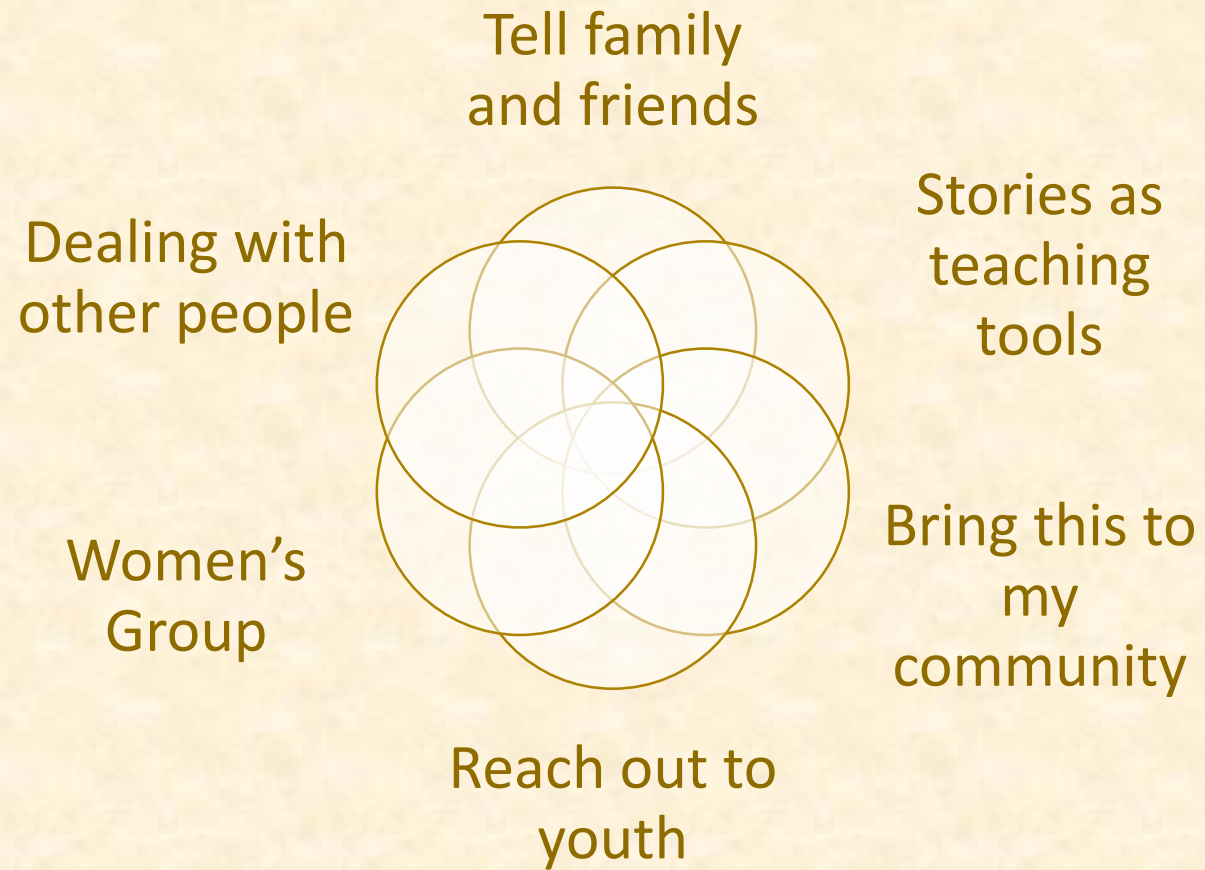 Tell family
and friends
Stories as
teaching
tools
Bring this to
my
community
Reach out to
youth
Women’s
Group
Dealing with
other people